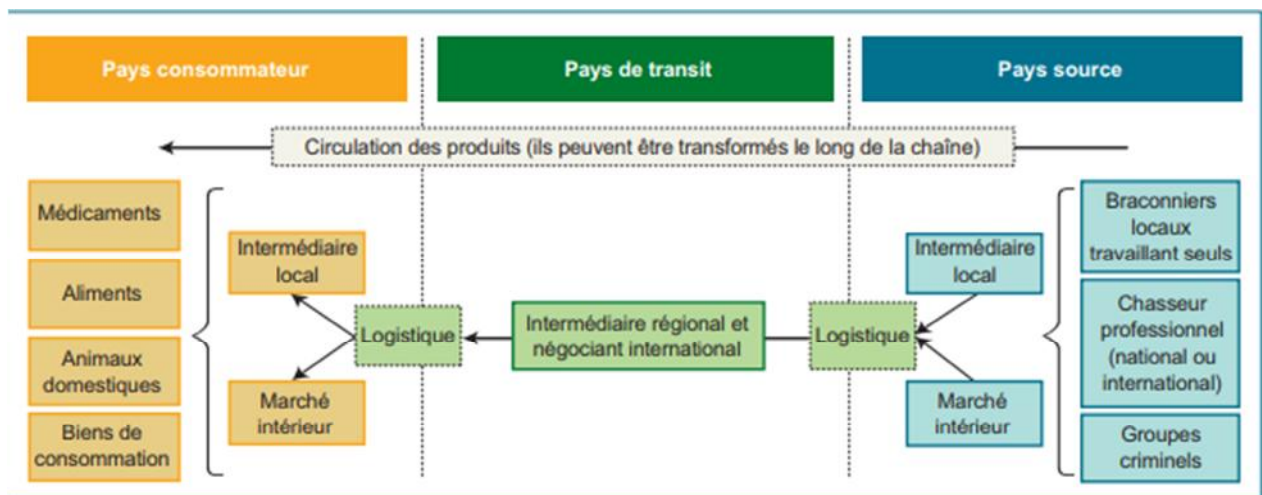 Pays consommateur
Pays de transit
Pays source
Circulation des produits (ils peuvent être transformés le long de la chaîne)
Médicaments
Aliments
Animaux
domestiques
Biens de
consommation
Intermédiaire
local
Marché
intérieur
Logistique
Intermédiaire régional et
négociant international
Logistique
Intermédiaire
local
Marché
intérieur
Braconniers
locaux
travaillant seuls
Chasseur
professionnel
(national ou
international)
Groupes
criminels